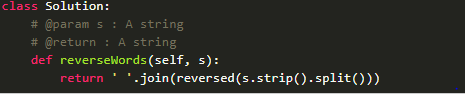 class Solution:
    # @param s : A string
    # @return : A string
    def reverseWords(self, s):
        return ' '.join(reversed(s.strip().split()))